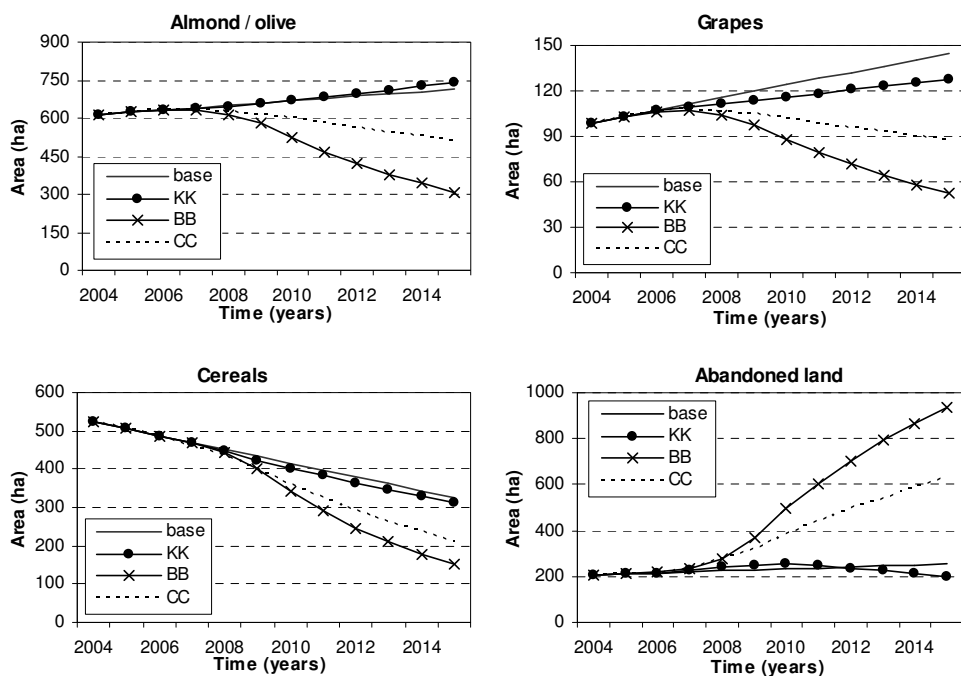 Almond / olive
900
750
600
450
300
150
0
Area (ha)
base
KK
BB
CC
2004 2006 2008 2010 2012 2014
Time (years)
Grapes
150
120
90
60
30
0
Area (ha)
base
KK
BB
CC
2004 2006 2008 2010 2012 2014
Time (years)
Cereals
600
500
400
300
200
100
0
Area (ha)
base
KK
BB
CC
2004 2006 2008 2010 2012 2014
Time (years)
Abandoned land
1000
800
600
400
200
0
Area (ha)
base
KK
BB
CC
2004 2006 2008 2010 2012 2014
Time (years)